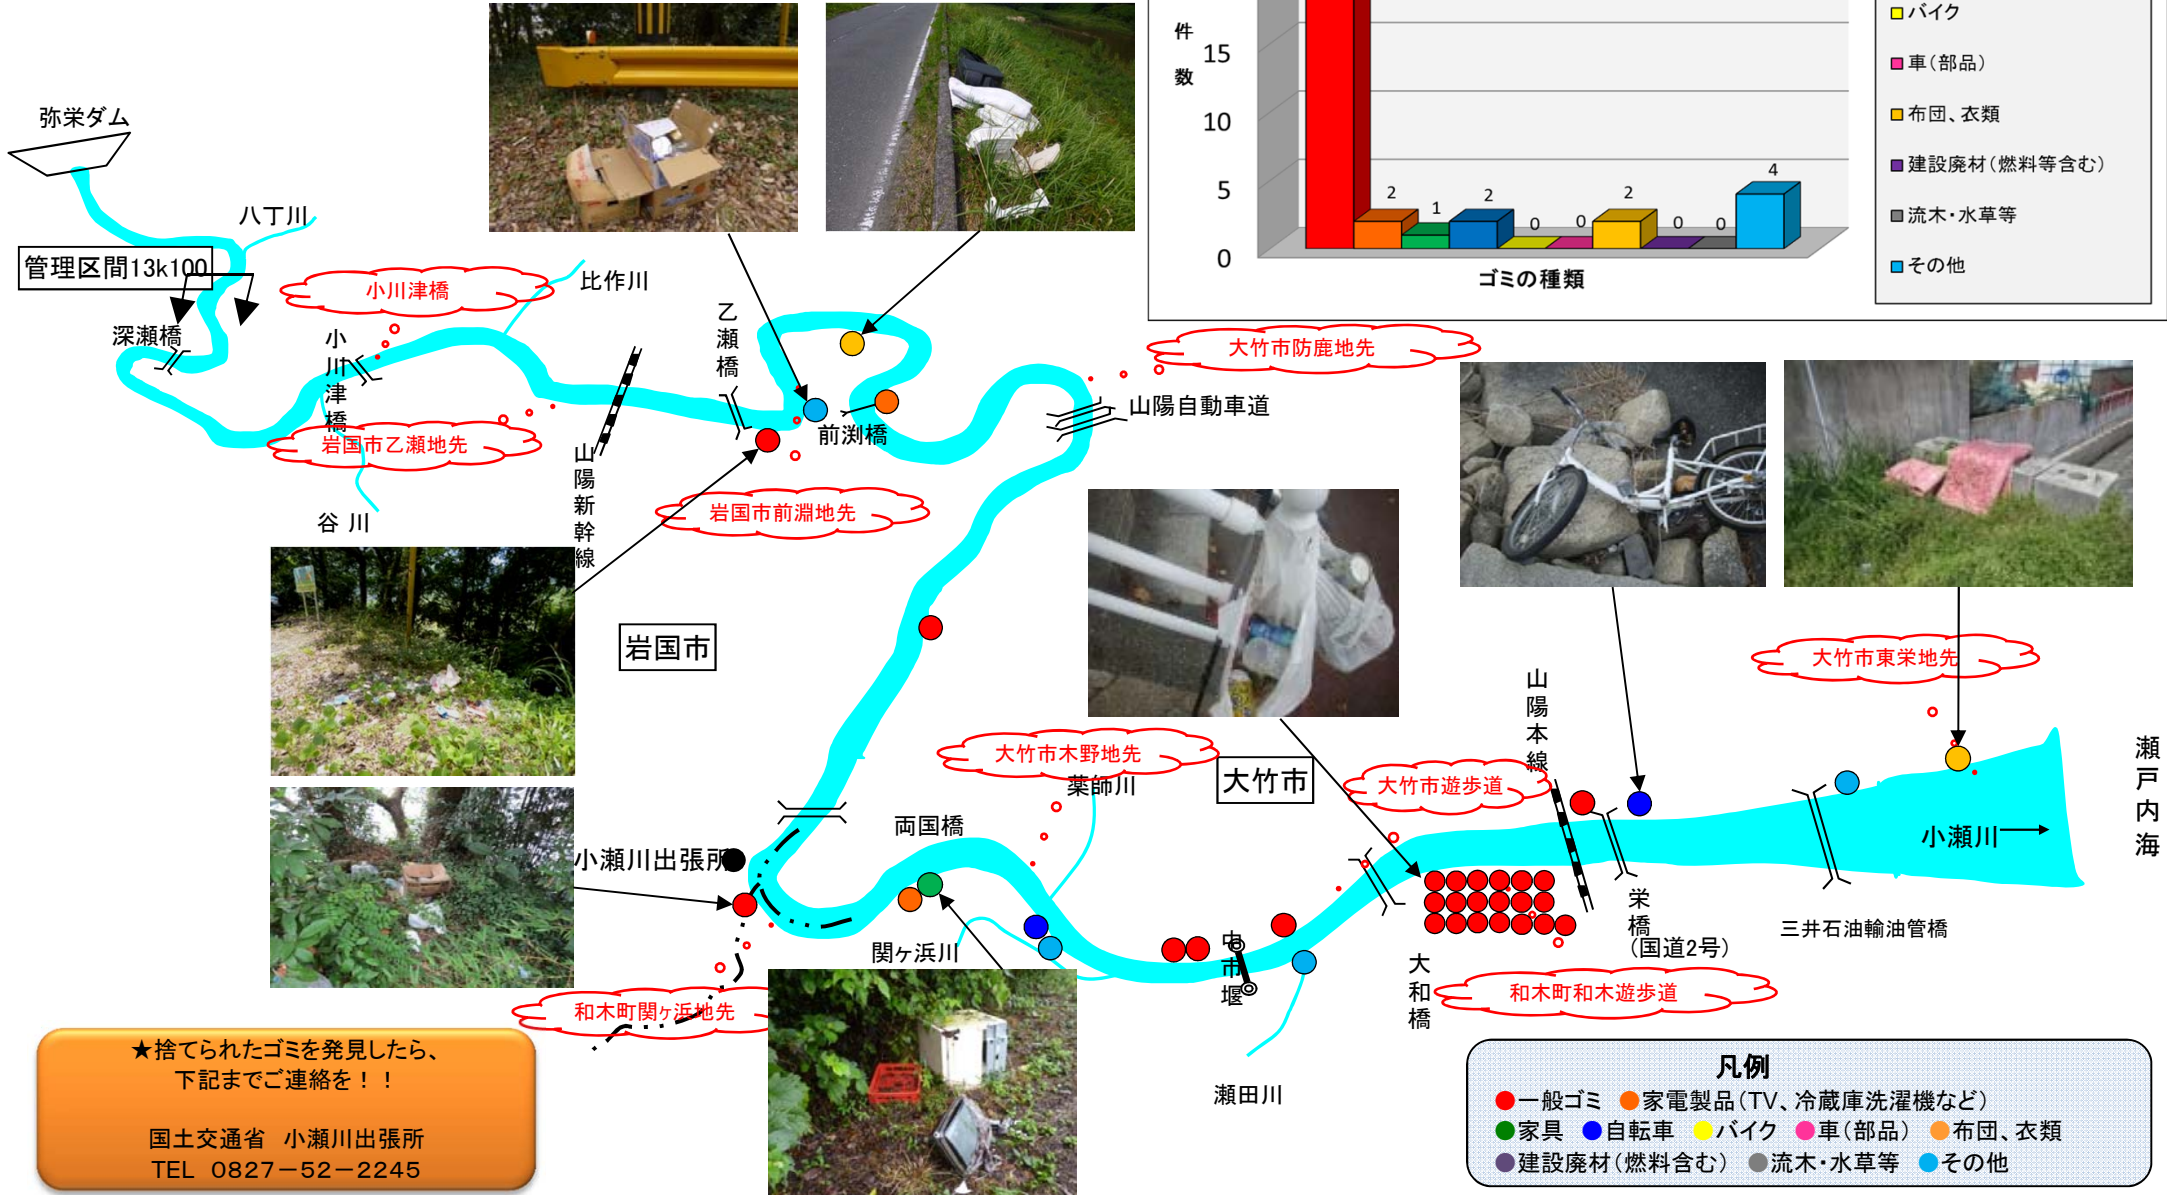 件
数
15
10
5
0
2
1
2
0
0
2
0
0
4
ゴミの種類
バイク
車（部品）
布団、衣類
建設廃材（燃料等含む）
流木・水草等
その他
弥栄ダム
八丁川
管理区間13k100
小川津橋
比作川
深瀬橋
小川津橋
乙瀬橋
大竹市防鹿地先
山陽自動車道
前渕橋
岩国市乙瀬地先
山陽新幹線
谷 川
岩国市前淵地先
岩国市
大竹市東栄地先
山陽本線
瀬戸内海
大竹市木野地先
薬師川
大竹市
大竹市遊歩道
両国橋
小瀬川出張所
小瀬川
関ヶ浜川
中市堰
栄橋
（国道2号）
三井石油輸油管橋
大和橋
和木町関ヶ浜地先
和木町和木遊歩道
瀬田川
★捨てられたゴミを発見したら、
下記までご連絡を！！
国土交通省　小瀬川出張所
TEL　0827－52－2245
凡例
一般ゴミ 家電製品（TV、冷蔵庫洗濯機など）
家具 自転車 バイク 車（部品） 布団、衣類
建設廃材（燃料含む） 流木・水草等 その他